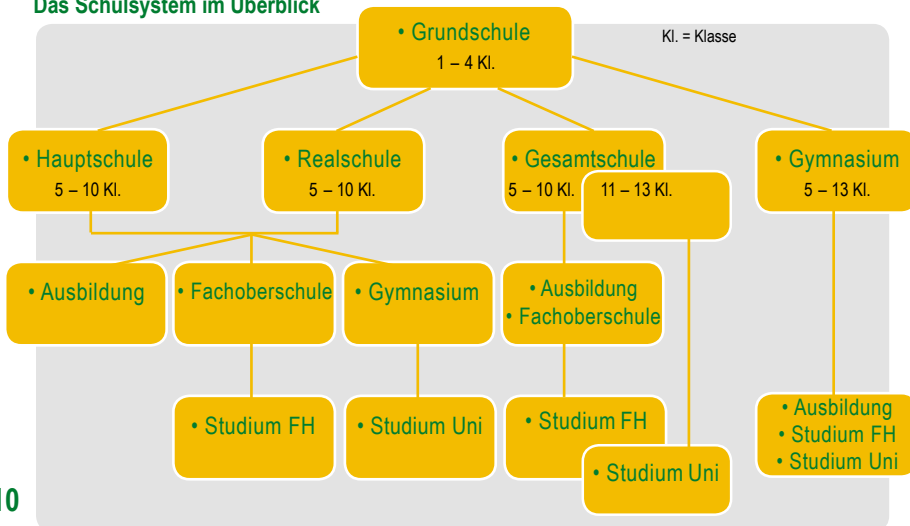 Das Schulsystem im Überblick
• Grundschule
1 – 4 Kl.
Kl. = Klasse
• Hauptschule
5 – 10 Kl.
• Realschule
5 – 10 Kl.
• Gesamtschule
5 – 10 Kl.
11 – 13 Kl.
• Gymnasium
5 – 13 Kl.
• Ausbildung
• Fachoberschule
• Gymnasium
• Ausbildung
• Fachoberschule
• Studium FH
• Studium Uni
• Studium FH
• Studium Uni
• Ausbildung
• Studium FH
• Studium Uni
10